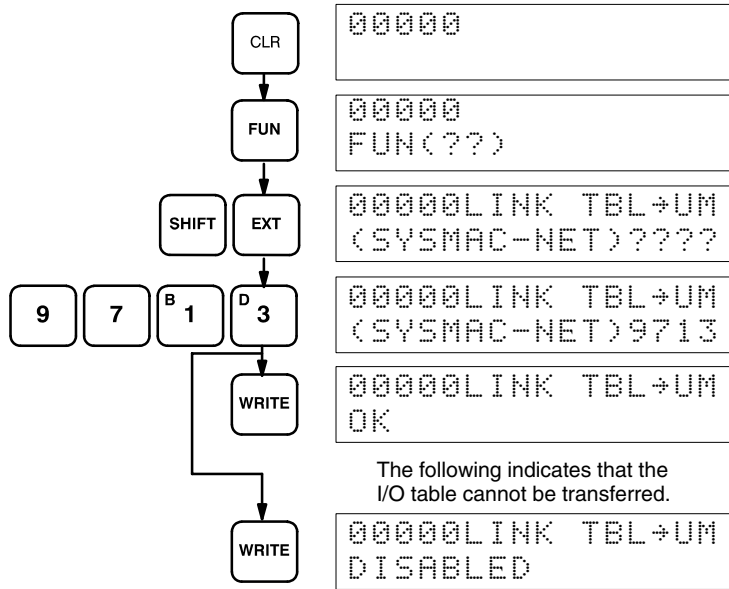 CLR
00000
FUN
00000
FUN(??)
SHIFT EXT
00000LINK TBL→UM
(SYSMAC-NET)????
9 7 B 1 D 3
00000LINK TBL→UM
(SYSMAC-NET)9713
WRITE
00000LINK TBL→UM
OK
The following indicates that the
I/O table cannot be transferred.
WRITE
00000LINK TBL→UM
DISABLED